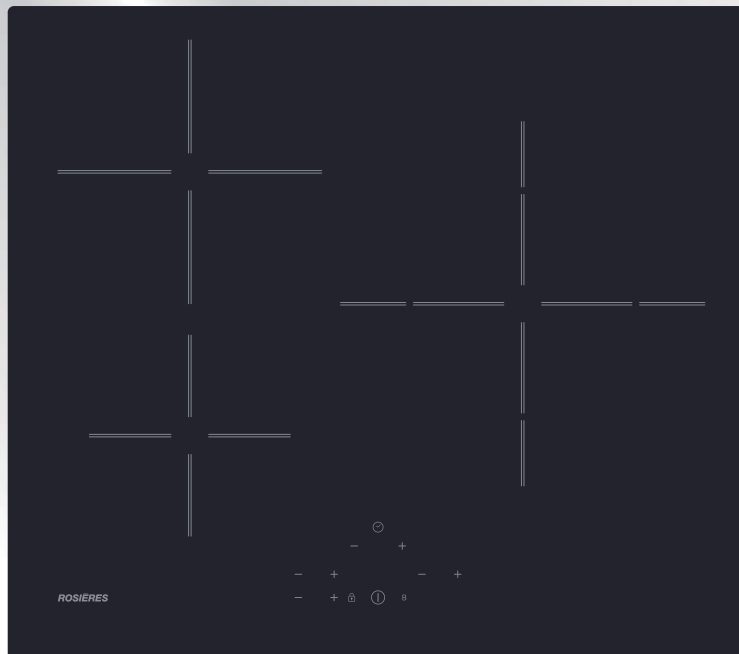 − +
− + − +
ROSIÈRES − + B